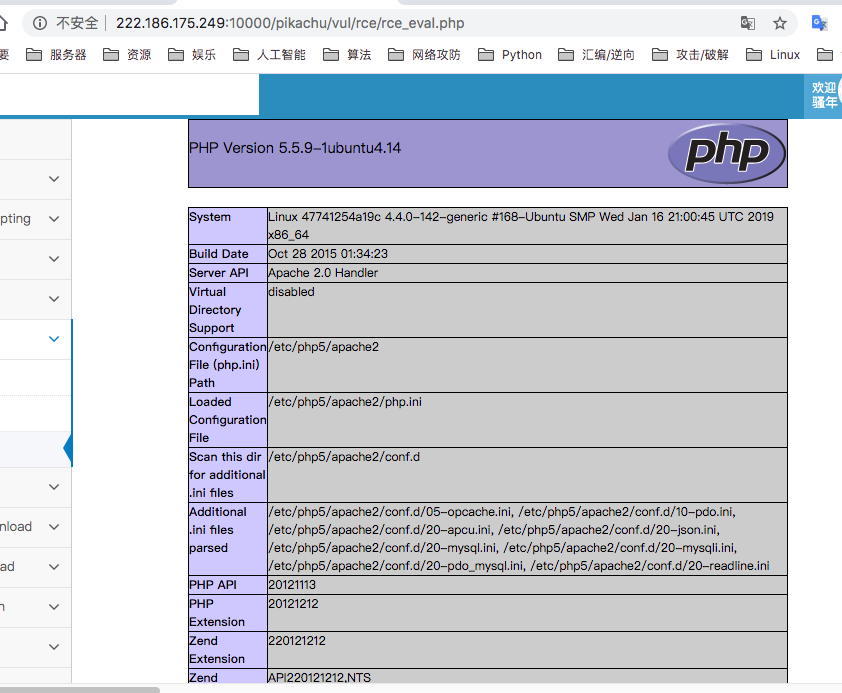 不安全
222.186.175.249:10000/pikachu/vul/rce/rce_eval.php
要 服务器 资源 娱乐 人工智能 算法 网络攻防 Python 汇编/逆向 攻击/破解 Linux
欢迎
骚年
pting
nload
ad
n
PHP Version 5.5.9-1ubuntu4.14
php
System Linux 47741254a19c 4.4.0-142-generic #168-Ubuntu SMP Wed Jan 16 21:00:45 UTC 2019
x86_64
Build Date Oct 28 2015 01:34:23
Server API Apache 2.0 Handler
Virtual disabled
Directory
Support
Configuration /etc/php5/apache2
File (php.ini)
Path
Loaded /etc/php5/apache2/php.ini
Configuration
File
Scan this dir /etc/php5/apache2/conf.d
for additional
.ini files
Additional /etc/php5/apache2/conf.d/05-opcache.ini, /etc/php5/apache2/conf.d/10-pdo.ini,
.ini files /etc/php5/apache2/conf.d/20-apcu.ini, /etc/php5/apache2/conf.d/20-json.ini,
parsed /etc/php5/apache2/conf.d/20-mysql.ini, /etc/php5/apache2/conf.d/20-mysqli.ini,
/etc/php5/apache2/conf.d/20-pdo_mysql.ini, /etc/php5/apache2/conf.d/20-readline.ini
PHP API 20121113
PHP 20121212
Extension
Zend 220121212
Extension
Zend API220121212,NTS